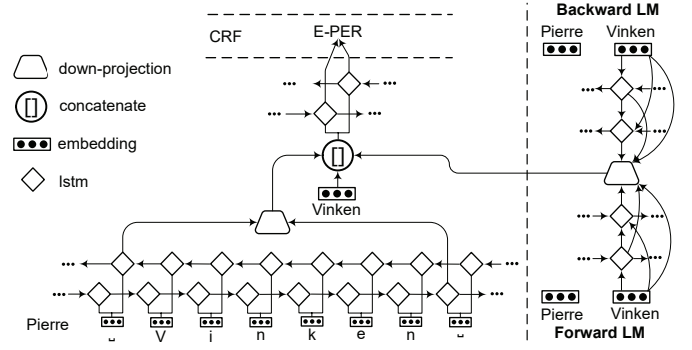 Backward LM
CRF
E-PER
Pierre Vinken
down-projection
[] concatenate
[]
embedding
lstm
Vinken
Pierre
␣ V i n k e n ␣
Pierre Vinken
Forward LM